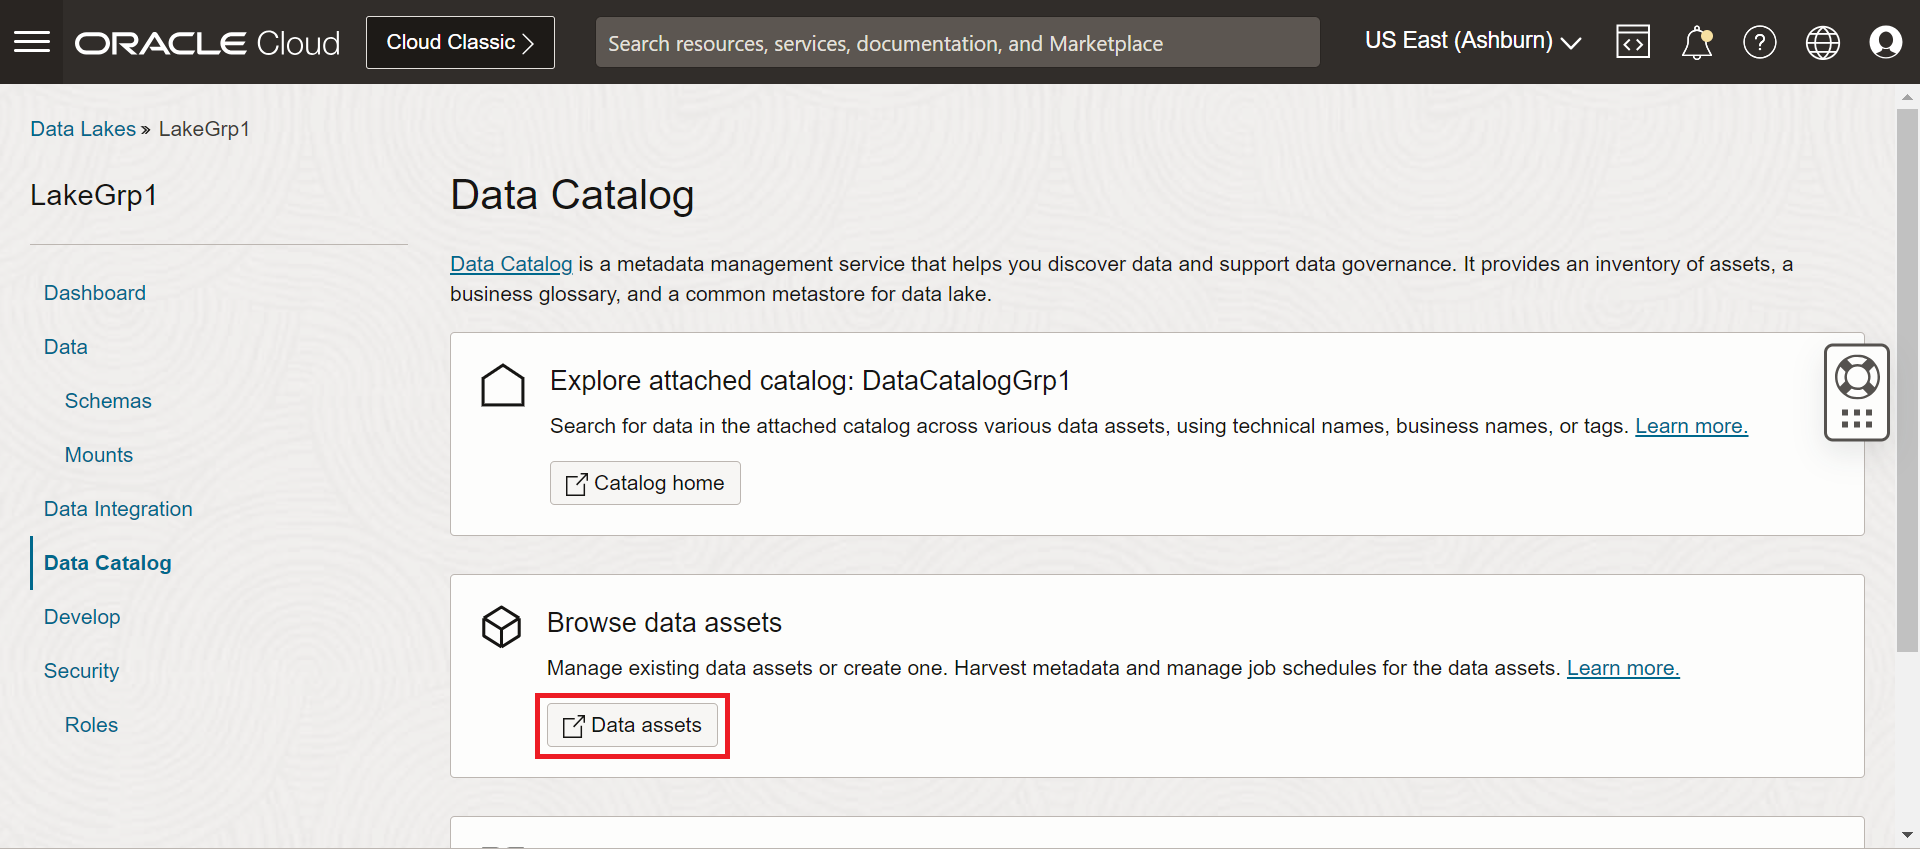 ORACLE Cloud
Cloud Classic
Search resources, services, documentation, and Marketplace
US East (Ashburn)
Data Lakes » LakeGrp1
LakeGrp1
Dashboard
Data
Schemas
Mounts
Data Integration
Data Catalog
Develop
Security
Roles
Data Catalog
Data Catalog is a metadata management service that helps you discover data and support data governance. It provides an inventory of assets, a
business glossary, and a common metastore for data lake.
Explore attached catalog: DataCatalogGrp1
Search for data in the attached catalog across various data assets, using technical names, business names, or tags. Learn more.
Catalog home
Browse data assets
Manage existing data assets or create one. Harvest metadata and manage job schedules for the data assets. Learn more.
Data assets